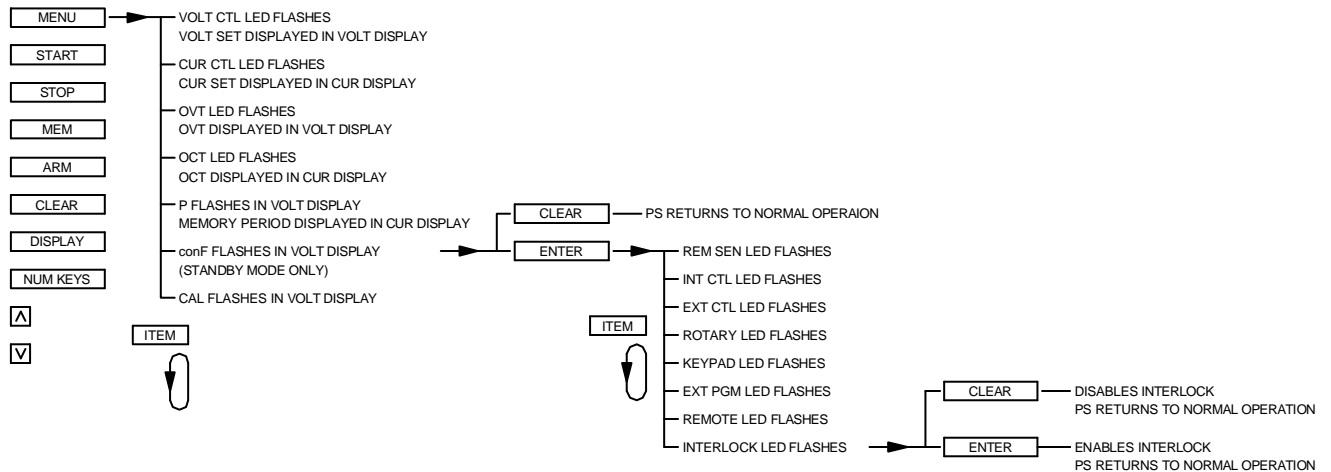 MENU
START
STOP
MEM
ARM
CLEAR
DISPLAY
NUM KEYS
VOLT CTL LED FLASHES
VOLT SET DISPLAYED IN VOLT DISPLAY
CUR CTL LED FLASHES
CUR SET DISPLAYED IN CUR DISPLAY
OVT LED FLASHES
OVT DISPLAYED IN VOLT DISPLAY
OCT LED FLASHES
OCT DISPLAYED IN CUR DISPLAY
P FLASHES IN VOLT DISPLAY
MEMORY PERIOD DISPLAYED IN CUR DISPLAY
conF FLASHES IN VOLT DISPLAY
(STANDBY MODE ONLY)
CAL FLASHES IN VOLT DISPLAY
ITEM
CLEAR
PS RETURNS TO NORMAL OPERAION
ENTER
REM SEN LED FLASHES
INT CTL LED FLASHES
EXT CTL LED FLASHES
ROTARY LED FLASHES
KEYPAD LED FLASHES
EXT PGM LED FLASHES
REMOTE LED FLASHES
INTERLOCK LED FLASHES
ITEM
CLEAR
DISABLES INTERLOCK
PS RETURNS TO NORMAL OPERATION
ENTER
ENABLES INTERLOCK
PS RETURNS TO NORMAL OPERATION